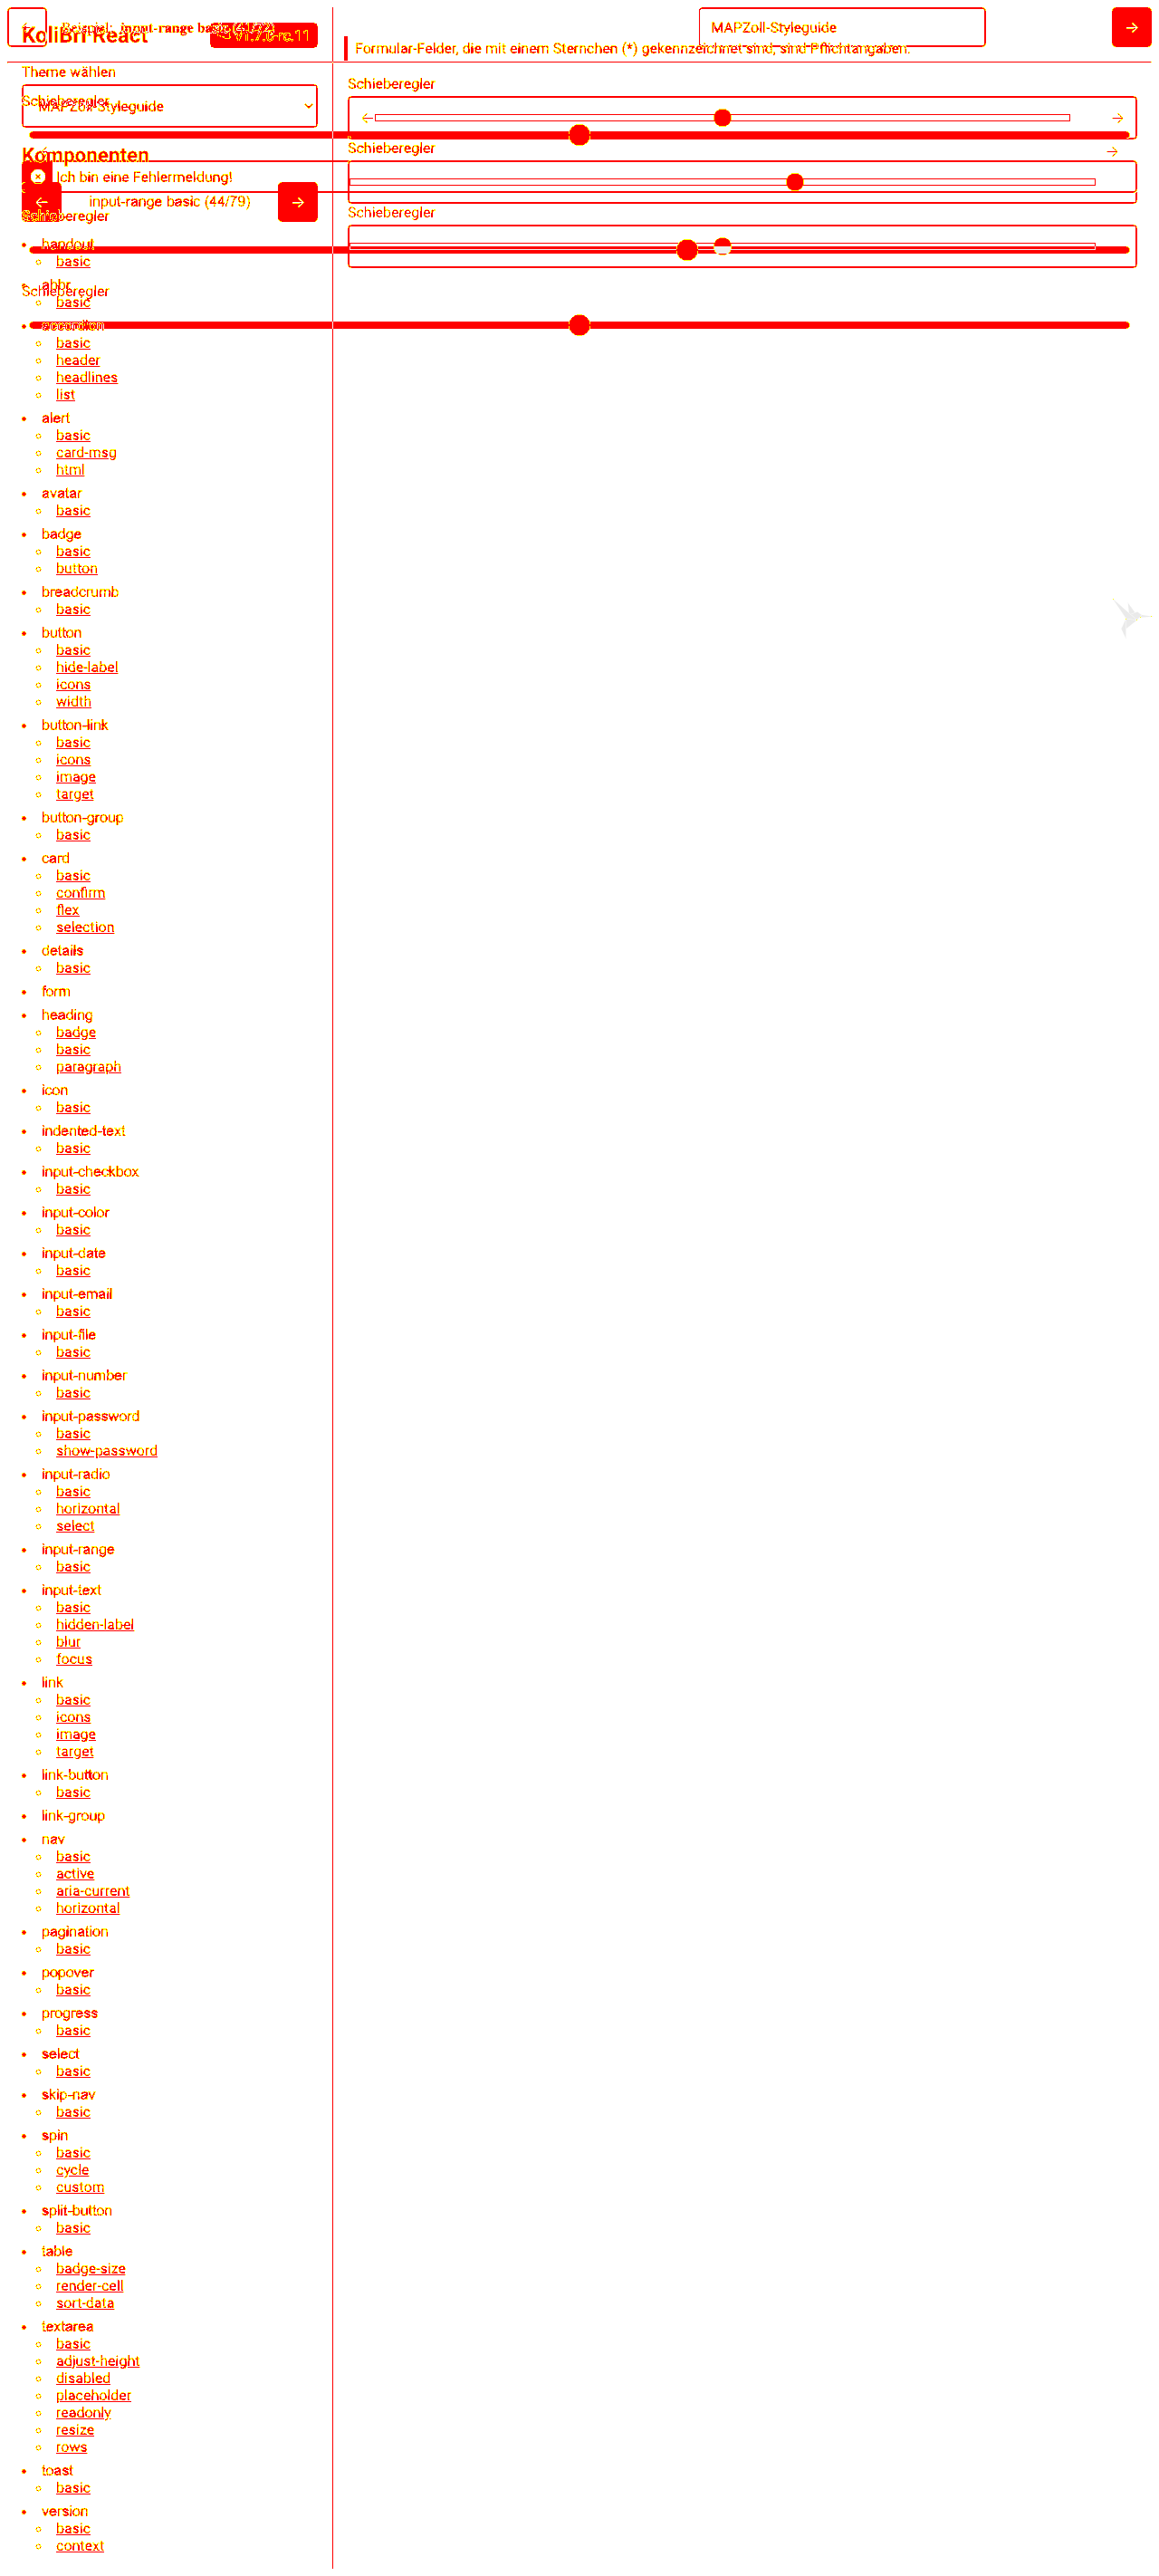 KoliBri React
Beispiel: input-range basic (41/72)
v1.7.0-rc.11
MAPZoll-Styleguide
Formular-Felder, die mit einem Sternchen (*) gekennzeichnet sind, sind Pflichtangaben.
Theme wählen
Schieberegler
MAPZoll-Styleguide
Schieberegler
Komponenten
Schieberegler
Ich bin eine Fehlermeldung!
input-range basic (44/79)
Schieberegler
Schieberegler
handout
basic
abbr
Schieberegler
basic
accordion
basic
header
headlines
list
alert
basic
card-msg
html
avatar
basic
badge
basic
button
breadcrumb
basic
button
basic
hide-label
icons
width
button-link
basic
icons
image
target
button-group
basic
card
basic
confirm
flex
selection
details
basic
form
heading
badge
basic
paragraph
icon
basic
indented-text
basic
input-checkbox
basic
input-color
basic
input-date
basic
input-email
basic
input-file
basic
input-number
basic
input-password
basic
show-password
input-radio
basic
horizontal
select
input-range
basic
input-text
basic
hidden-label
blur
focus
link
basic
icons
image
target
link-button
basic
link-group
nav
basic
active
aria-current
horizontal
pagination
basic
popover
basic
progress
basic
select
basic
skip-nav
basic
spin
basic
cycle
custom
split-button
basic
table
badge-size
render-cell
sort-data
textarea
basic
adjust-height
disabled
placeholder
readonly
resize
rows
toast
basic
version
basic
context